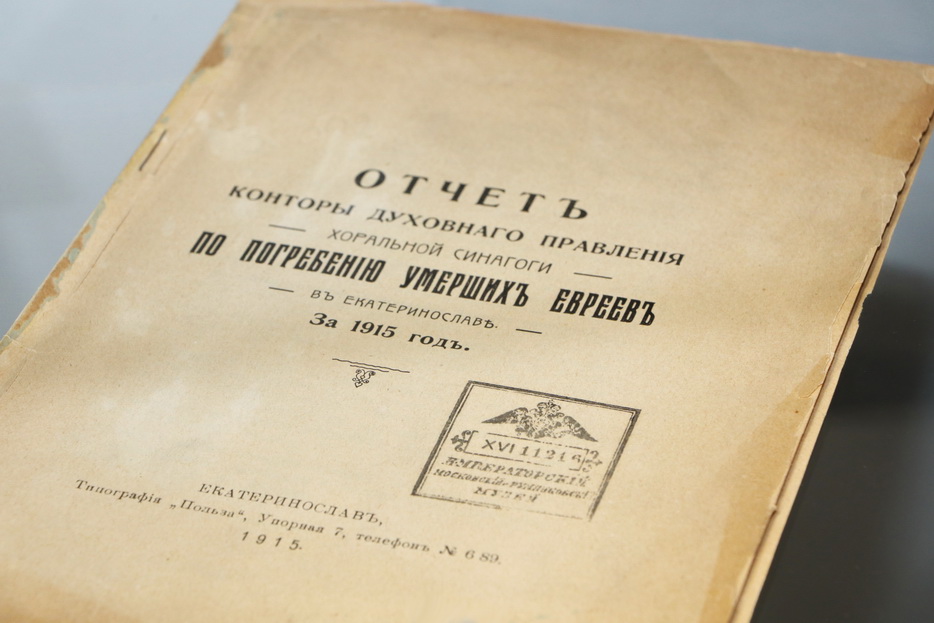 ОТЧЕТЪ
КОНТОРЫ ДУХОВНАГО ПРАВЛЕНІЯ
— ХОРАЛЬНОЙ СИНАГОГИ —
ПО ПОГРЕБЕНІЮ УМЕРШИХЪ ЕВРЕЕВЪ
— ВЪ ЕКАТЕРИНОСЛАВѢ. —
За 1915 годъ.
XVI 1121 6
ИМПЕРАТОРСКІЙ
МОСКОВСКІЙ-РУМЯНЦОВСКІЙ
МУЗЕЙ
ЕКАТЕРИНОСЛАВЪ,
Типографія „Польза“, Упорная 7, телефонъ № 6 89.
1915.